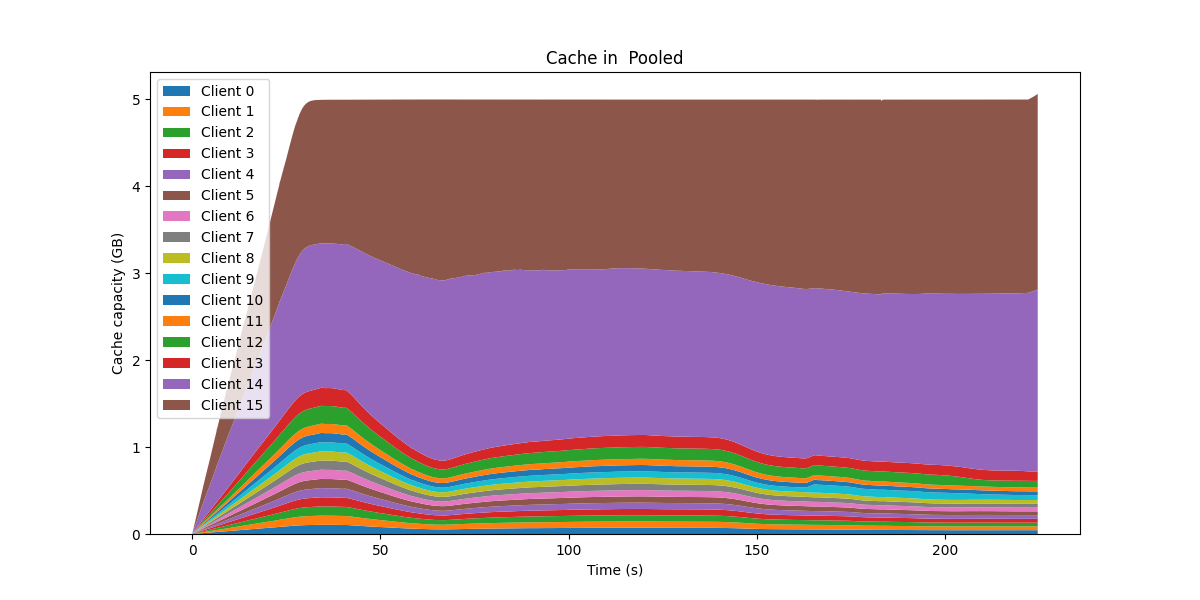 Cache in  Pooled
Cache capacity (GB)
5
4
3
2
1
0
Client 0
Client 1
Client 2
Client 3
Client 4
Client 5
Client 6
Client 7
Client 8
Client 9
Client 10
Client 11
Client 12
Client 13
Client 14
Client 15
0 50 100 150 200
Time (s)